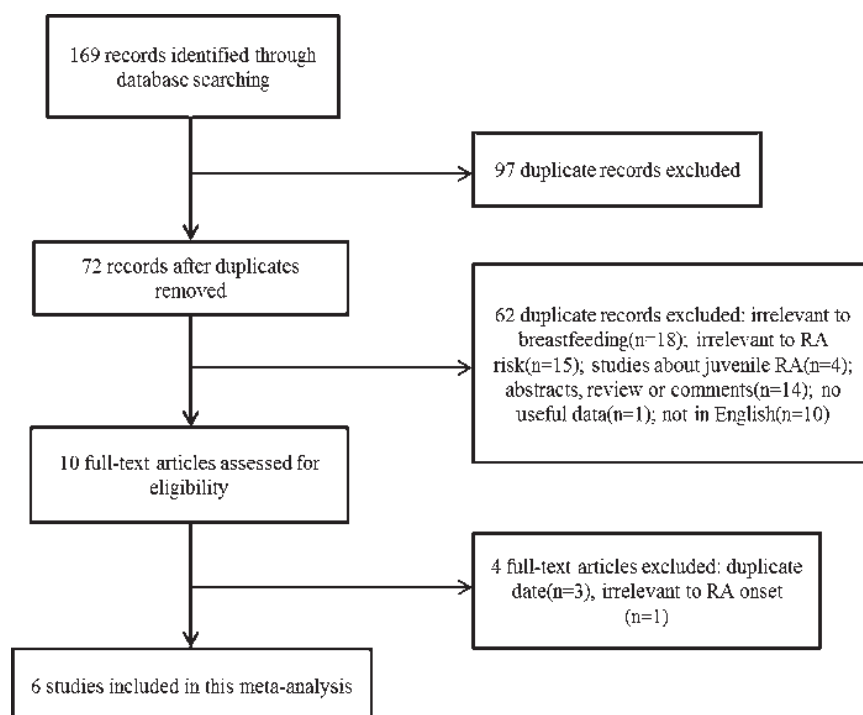 169 records identified through
database searching
97 duplicate records excluded
72 records after duplicates
removed
62 duplicate records excluded: irrelevant to
breastfeeding(n=18); irrelevant to RA
risk(n=15); studies about juvenile RA(n=4);
abstracts, review or comments(n=14); no
useful data(n=1); not in English(n=10)
10 full-text articles assessed for
eligibility
4 full-text articles excluded: duplicate
date(n=3), irrelevant to RA onset
(n=1)
6 studies included in this meta-analysis